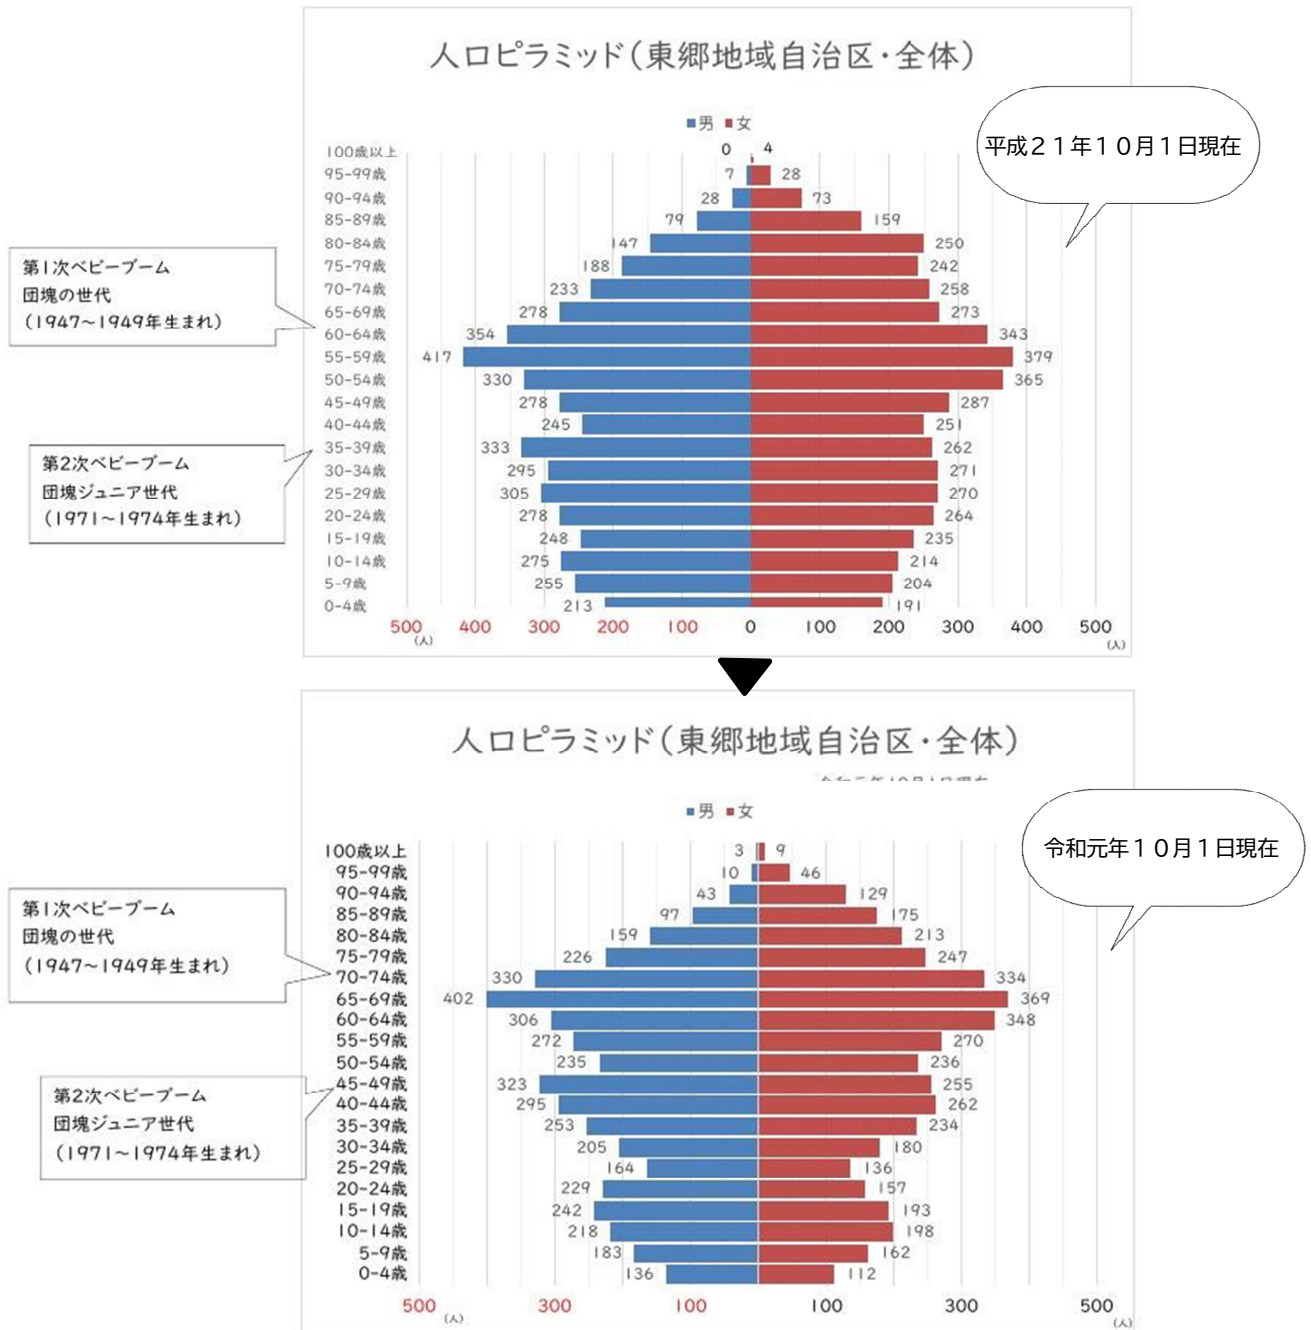 人口ピラミッド(東郷地域自治区・全体)
平成21年10月1日現在
■男 ■女
100歳以上 0 4
95-99歳 7 28
90-94歳 28 73
85-89歳 79 159
80-84歳 147 250
75-79歳 188 242
70-74歳 233 258
65-69歳 278 273
60-64歳 354 343
55-59歳 417 379
50-54歳 330 365
45-49歳 278 287
40-44歳 245 251
35-39歳 333 262
30-34歳 295 271
25-29歳 305 270
20-24歳 278 264
15-19歳 248 235
10-14歳 275 214
5-9歳 255 204
0-4歳 213 191
500 400 300 200 100 0 100 200 300 400 500
(人) (人)
第1次ベビーブーム
団塊の世代
(1947~1949年生まれ)
第2次ベビーブーム
団塊ジュニア世代
(1971~1974年生まれ)
人口ピラミッド(東郷地域自治区・全体)
令和元年10月1日現在
令和元年10月1日現在
■男 ■女
100歳以上 3 9
95-99歳 10 46
90-94歳 43 129
85-89歳 97 175
80-84歳 159 213
75-79歳 226 247
70-74歳 330 334
65-69歳 402 369
60-64歳 306 348
55-59歳 272 270
50-54歳 235 236
45-49歳 323 255
40-44歳 295 262
35-39歳 253 234
30-34歳 205 180
25-29歳 164 136
20-24歳 229 157
15-19歳 242 193
10-14歳 218 198
5-9歳 183 162
0-4歳 136 112
500 300 100 100 300 500
(人) (人)
第1次ベビーブーム
団塊の世代
(1947~1949年生まれ)
第2次ベビーブーム
団塊ジュニア世代
(1971~1974年生まれ)